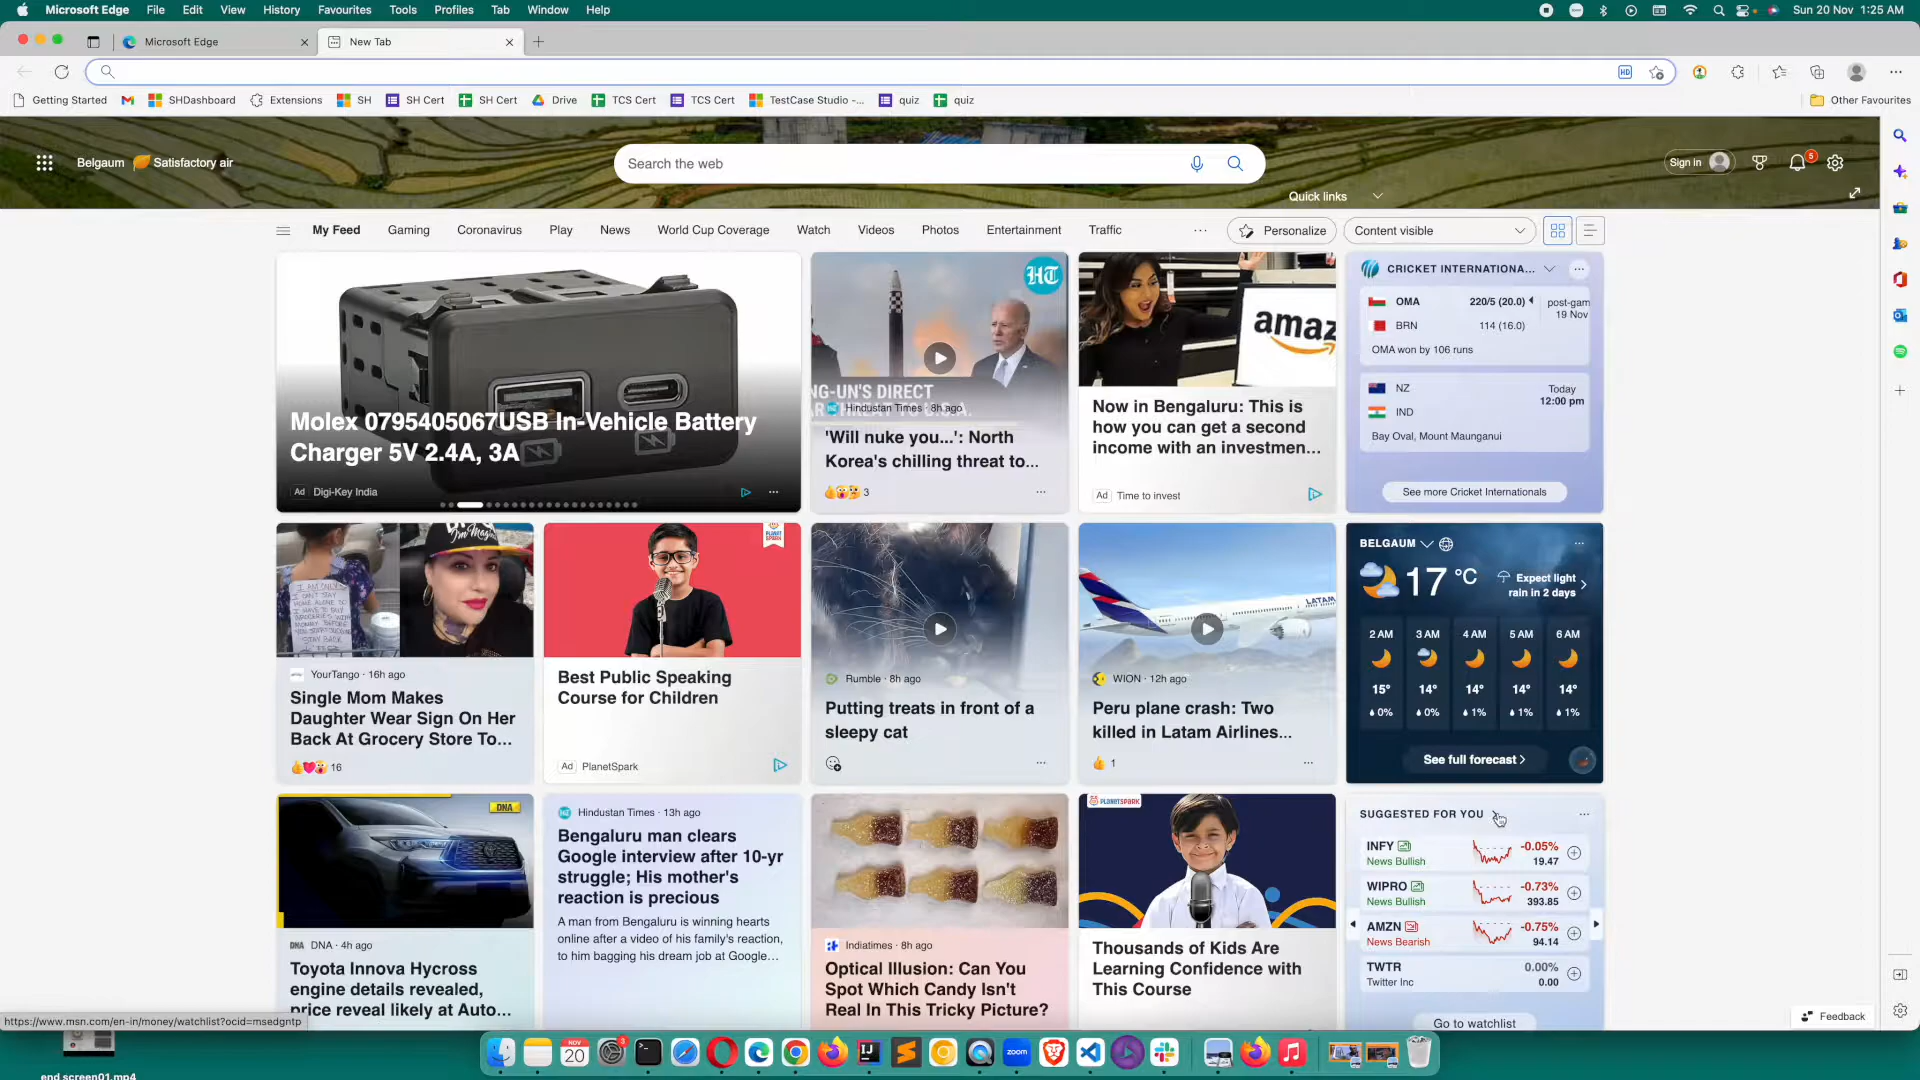 Microsoft Edge File Edit View History Favourites Tools Profiles Tab Window Help
Sun 20 Nov 1:25 AM
Microsoft Edge
New Tab
HD
Getting Started
SHDashboard
Extensions
SH
SH Cert
SH Cert
Drive
TCS Cert
TCS Cert
TestCase Studio -...
quiz
quiz
Other Favourites
Belgaum
Satisfactory air
Search the web
Sign in
5
Quick links
My Feed
Gaming
Coronavirus
Play
News
World Cup Coverage
Watch
Videos
Photos
Entertainment
Traffic
...
Personalize
Content visible
Molex 0795405067USB In-Vehicle Battery
Charger 5V 2.4A, 3A
Ad Digi-Key India
HT
NG-UN'S DIRECT
Hindustan Times · 8h ago
'Will nuke you...': North
Korea's chilling threat to...
3
amaz
Now in Bengaluru: This is
how you can get a second
income with an investmen...
Ad Time to invest
CRICKET INTERNATIONA...
OMA 220/5 (20.0)
BRN 114 (16.0)
post-gam
19 Nov
OMA won by 106 runs
NZ
IND
Today
12:00 pm
Bay Oval, Mount Maunganui
See more Cricket Internationals
YourTango · 16h ago
Single Mom Makes
Daughter Wear Sign On Her
Back At Grocery Store To...
16
Best Public Speaking
Course for Children
Ad PlanetSpark
Rumble · 8h ago
Putting treats in front of a
sleepy cat
LATAM
WION · 12h ago
Peru plane crash: Two
killed in Latam Airlines...
1
BELGAUM
17 °C
Expect light
rain in 2 days
2 AM 3 AM 4 AM 5 AM 6 AM
15° 14° 14° 14° 14°
0% 0% 1% 1% 1%
See full forecast
DNA
DNA · 4h ago
Toyota Innova Hycross
engine details revealed,
price reveal likely at Auto...
Hindustan Times · 13h ago
Bengaluru man clears
Google interview after 10-yr
struggle; His mother's
reaction is precious
A man from Bengaluru is winning hearts
online after a video of his family's reaction,
to him bagging his dream job at Google...
Indiatimes · 8h ago
Optical Illusion: Can You
Spot Which Candy Isn't
Real In This Tricky Picture?
PLANETSPARK
Thousands of Kids Are
Learning Confidence with
This Course
SUGGESTED FOR YOU
INFY -0.05%
News Bullish 19.47
WIPRO -0.73%
News Bullish 393.85
AMZN -0.75%
News Bearish 94.14
TWTR 0.00%
Twitter Inc 0.00
Go to watchlist
Feedback
https://www.msn.com/en-in/money/watchlist?ocid=msedgntp
NOV
20
3
zoom
end screen01.mp4